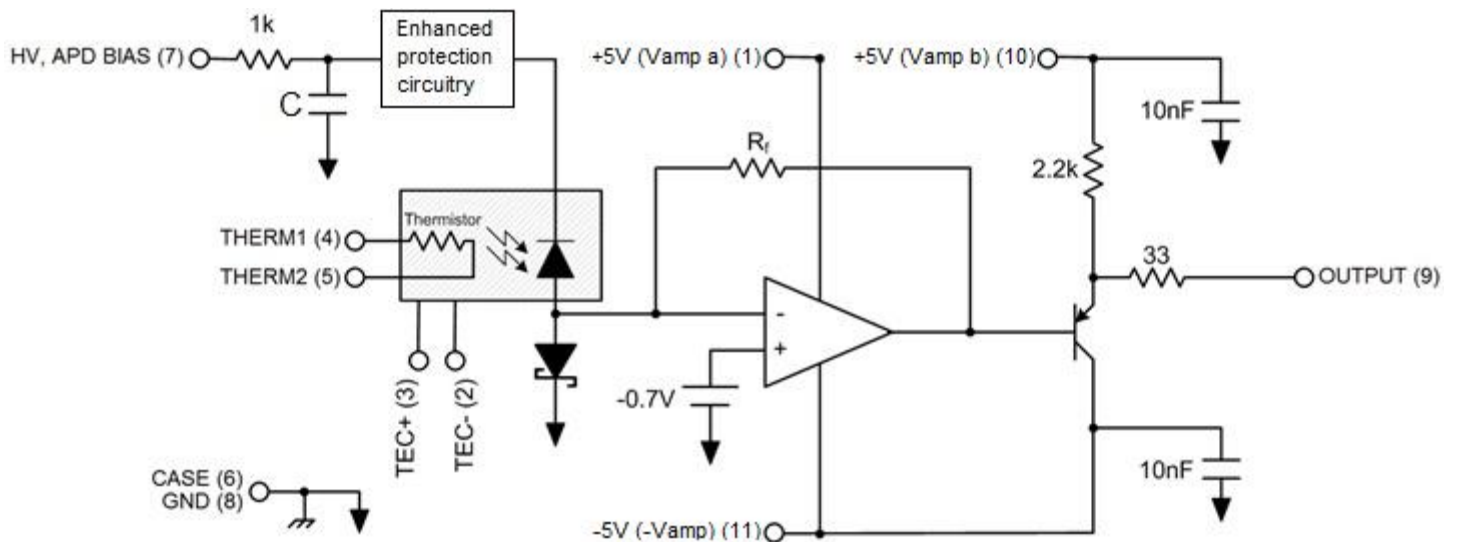 1k
Enhanced
protection
circuitry
HV, APD BIAS (7)
C
+5V (Vamp a) (1)
+5V (Vamp b) (10)
10nF
Rf
2.2k
Thermistor
THERM1 (4)
THERM2 (5)
33
OUTPUT (9)
-
+
-0.7V
TEC+ (3)
TEC- (2)
CASE (6)
GND (8)
10nF
-5V (-Vamp) (11)